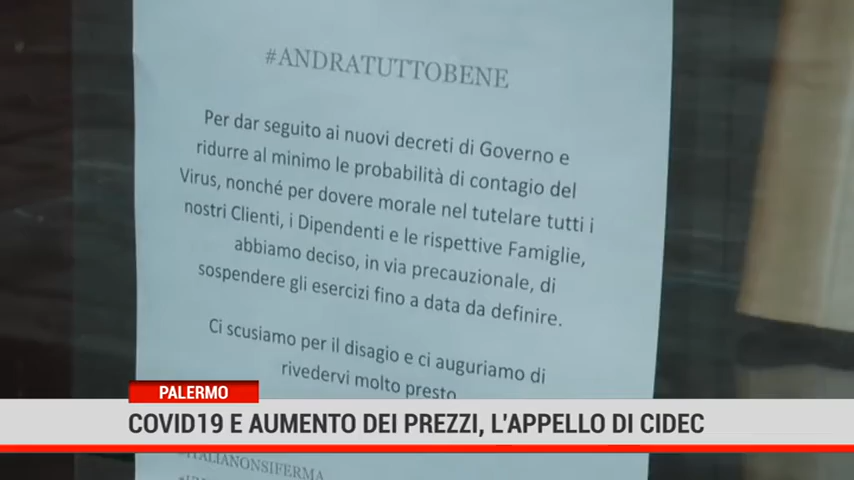 #ANDRATUTTOBENE
Per dar seguito ai nuovi decreti di Governo e
ridurre al minimo le probabilità di contagio del
Virus, nonché per dovere morale nel tutelare tutti i
nostri Clienti, i Dipendenti e le rispettive Famiglie,
abbiamo deciso, in via precauzionale, di
sospendere gli esercizi fino a data da definire.
Ci scusiamo per il disagio e ci auguriamo di
rivedervi molto presto
PALERMO
COVID19 E AUMENTO DEI PREZZI, L'APPELLO DI CIDEC
#ITALIANONSIFERMA